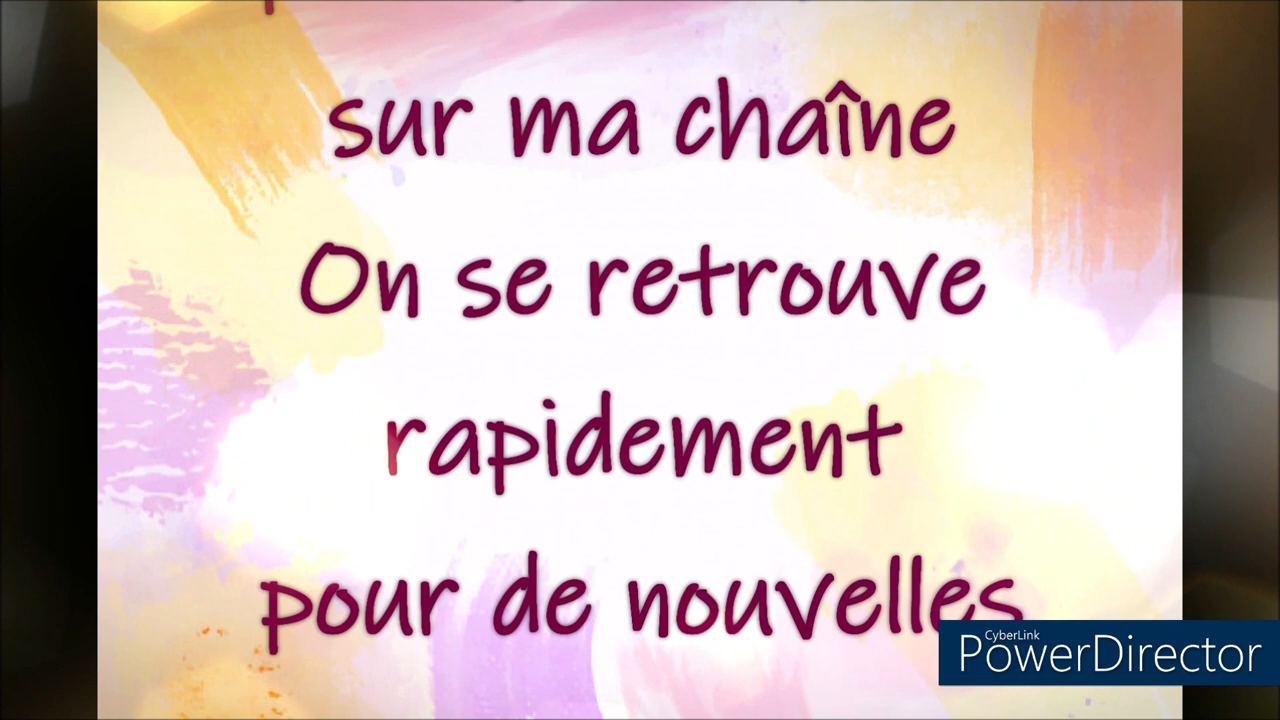 sur ma chaîne
On se retrouve
rapidement
pour de nouvelles
CyberLink
PowerDirector